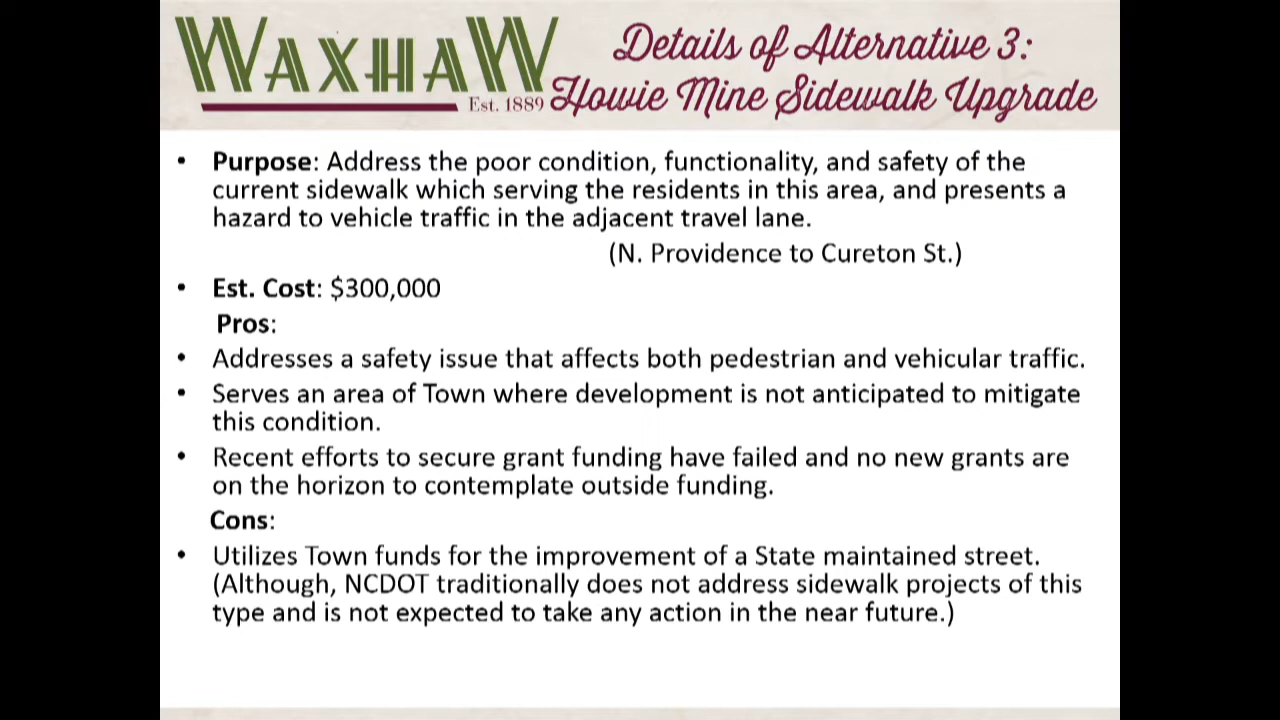 WAXHAW
Est. 1889
Details of Alternative 3:
Howie Mine Sidewalk Upgrade
• Purpose: Address the poor condition, functionality, and safety of the
current sidewalk which serving the residents in this area, and presents a
hazard to vehicle traffic in the adjacent travel lane.
(N. Providence to Cureton St.)
• Est. Cost: $300,000
Pros:
• Addresses a safety issue that affects both pedestrian and vehicular traffic.
• Serves an area of Town where development is not anticipated to mitigate
this condition.
• Recent efforts to secure grant funding have failed and no new grants are
on the horizon to contemplate outside funding.
Cons:
• Utilizes Town funds for the improvement of a State maintained street.
(Although, NCDOT traditionally does not address sidewalk projects of this
type and is not expected to take any action in the near future.)